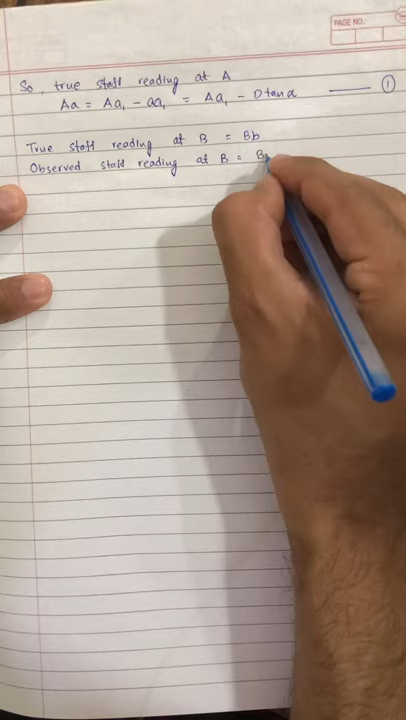 PAGE NO.:
So, true staff reading at A
Aa = Aa₁ - aa₁ = Aa₁ - D tan α ——— ①
True staff reading at B = Bb
Observed staff reading at B =